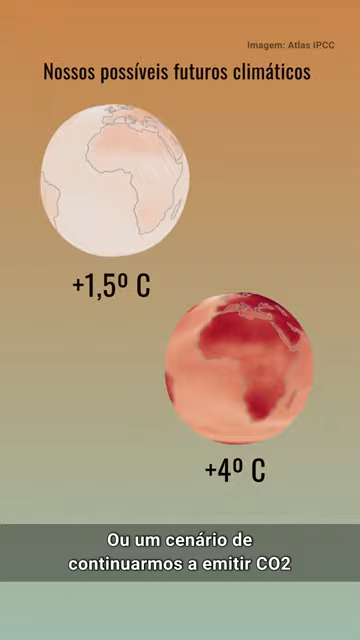 Imagem: Atlas IPCC
Nossos possíveis futuros climáticos
+1,5º C
+4º C
Ou um cenário de
continuarmos a emitir CO2